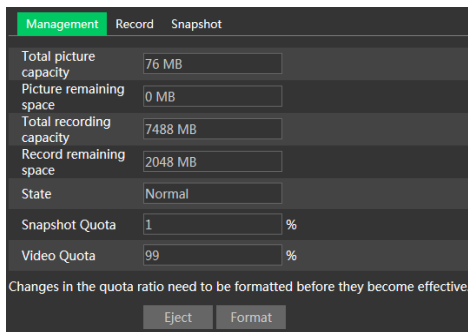 Management Record Snapshot
Total picture
capacity
76 MB
Picture remaining
space
0 MB
Total recording
capacity
7488 MB
Record remaining
space
2048 MB
State
Normal
Snapshot Quota
1
%
Video Quota
99
%
Changes in the quota ratio need to be formatted before they become effective
Eject Format